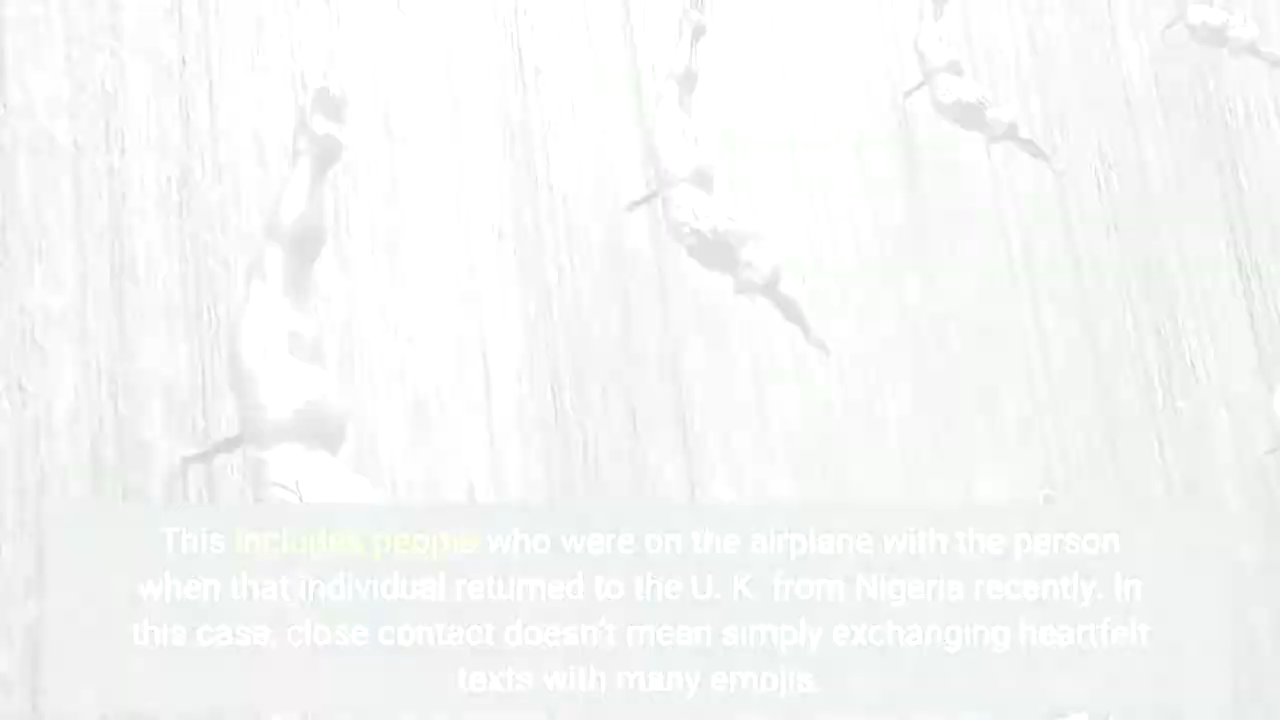 This includes people who were on the airplane with the person
when that individual returned to the U. K. from Nigeria recently. In
this case, close contact doesn't mean simply exchanging heartfelt
texts with many emojis.